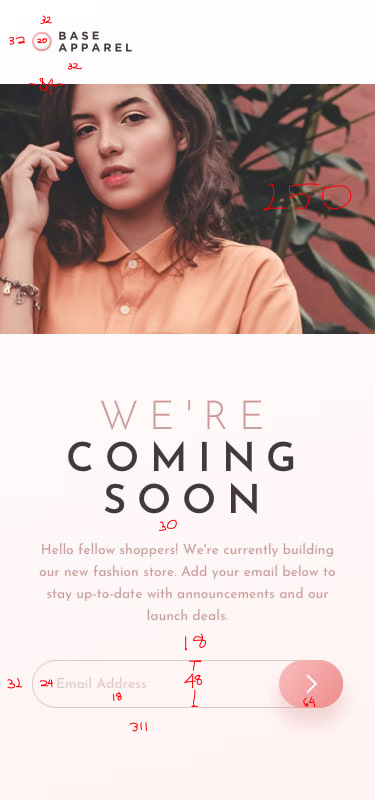 32
32 20 BASE
APPAREL
32
84
250
WE'RE
COMING
SOON
30
Hello fellow shoppers! We're currently building
our new fashion store. Add your email below to
stay up-to-date with announcements and our
launch deals.
18
32 24 Email Address 48
18 64
311